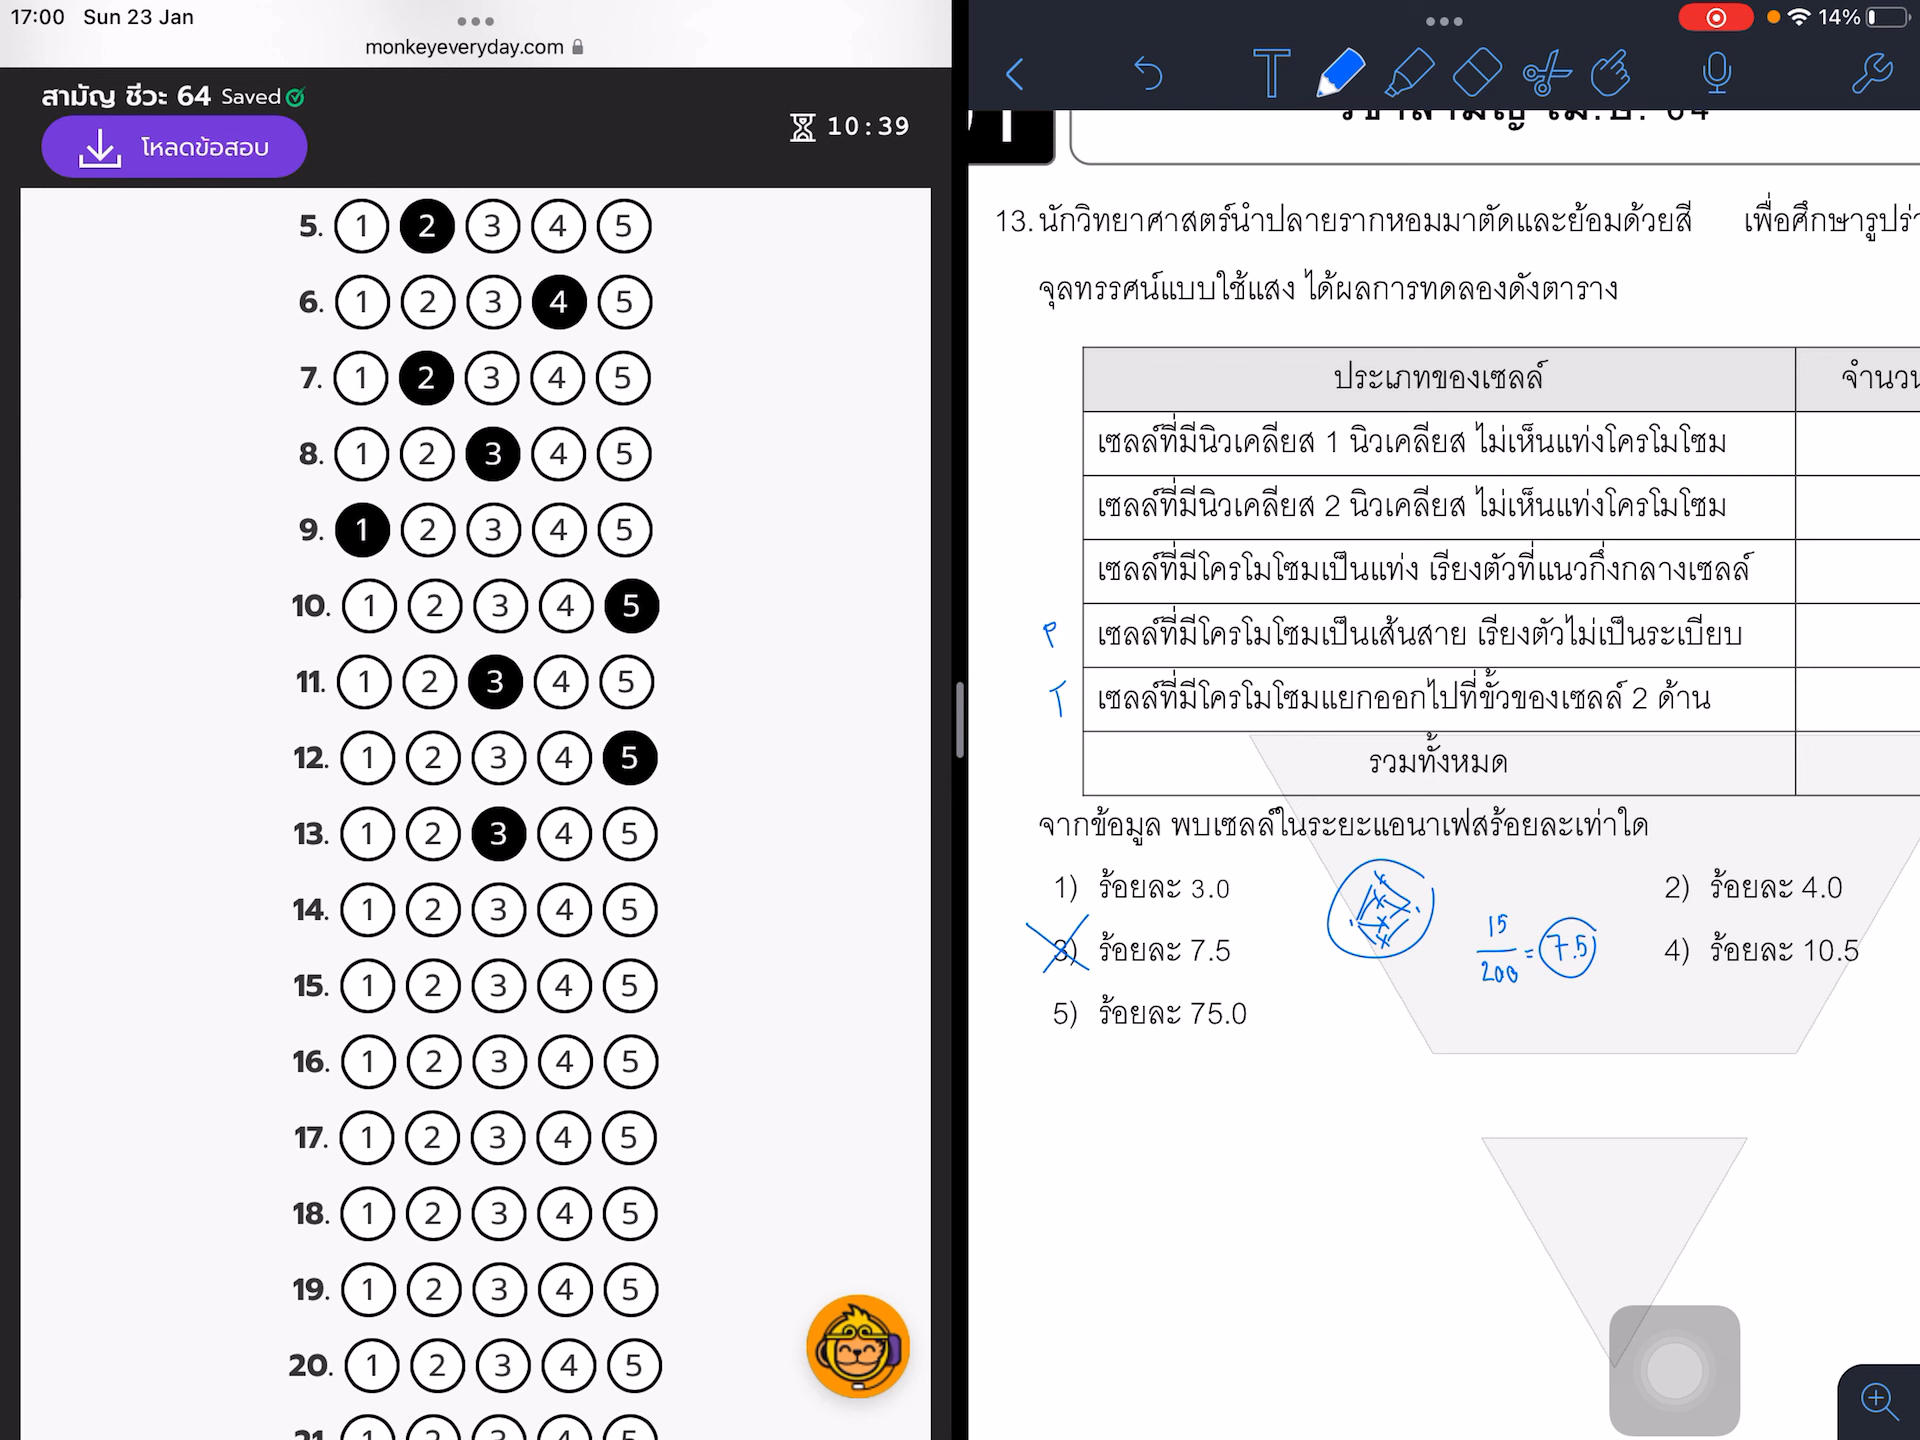 17:00 Sun 23 Jan
monkeyeveryday.com
14%
สามัญ ชีวะ 64 Saved
โหลดข้อสอบ
10:39
5. 1 2 3 4 5
6. 1 2 3 4 5
7. 1 2 3 4 5
8. 1 2 3 4 5
9. 1 2 3 4 5
10. 1 2 3 4 5
11. 1 2 3 4 5
12. 1 2 3 4 5
13. 1 2 3 4 5
14. 1 2 3 4 5
15. 1 2 3 4 5
16. 1 2 3 4 5
17. 1 2 3 4 5
18. 1 2 3 4 5
19. 1 2 3 4 5
20. 1 2 3 4 5
13. นักวิทยาศาสตร์นำปลายรากหอมมาตัดและย้อมด้วยสี เพื่อศึกษารูปร่
จุลทรรศน์แบบใช้แสง ได้ผลการทดลองดังตาราง
ประเภทของเซลล์ จำนวน
เซลล์ที่มีนิวเคลียส 1 นิวเคลียส ไม่เห็นแท่งโครโมโซม
เซลล์ที่มีนิวเคลียส 2 นิวเคลียส ไม่เห็นแท่งโครโมโซม
เซลล์ที่มีโครโมโซมเป็นแท่ง เรียงตัวที่แนวกึ่งกลางเซลล์
P เซลล์ที่มีโครโมโซมเป็นเส้นสาย เรียงตัวไม่เป็นระเบียบ
T เซลล์ที่มีโครโมโซมแยกออกไปที่ขั้วของเซลล์ 2 ด้าน
รวมทั้งหมด
จากข้อมูล พบเซลล์ในระยะแอนาเฟสร้อยละเท่าใด
1) ร้อยละ 3.0 2) ร้อยละ 4.0
3) ร้อยละ 7.5 15/200 = 7.5 4) ร้อยละ 10.5
5) ร้อยละ 75.0